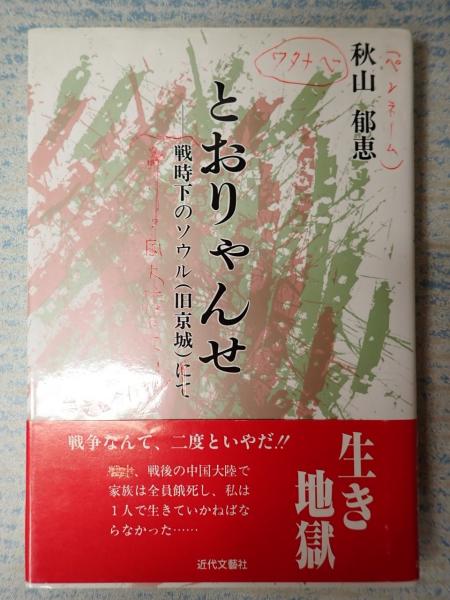 （ペンネーム）
秋山 郁恵
ワタナベ
とおりゃんせ
戦時下のソウル（旧京城）にて
生き
地獄
戦争なんて、二度といやだ!!
、戦後の中国大陸で
家族は全員餓死し、私は
1人で生きていかねばな
らなかった……
近代文藝社